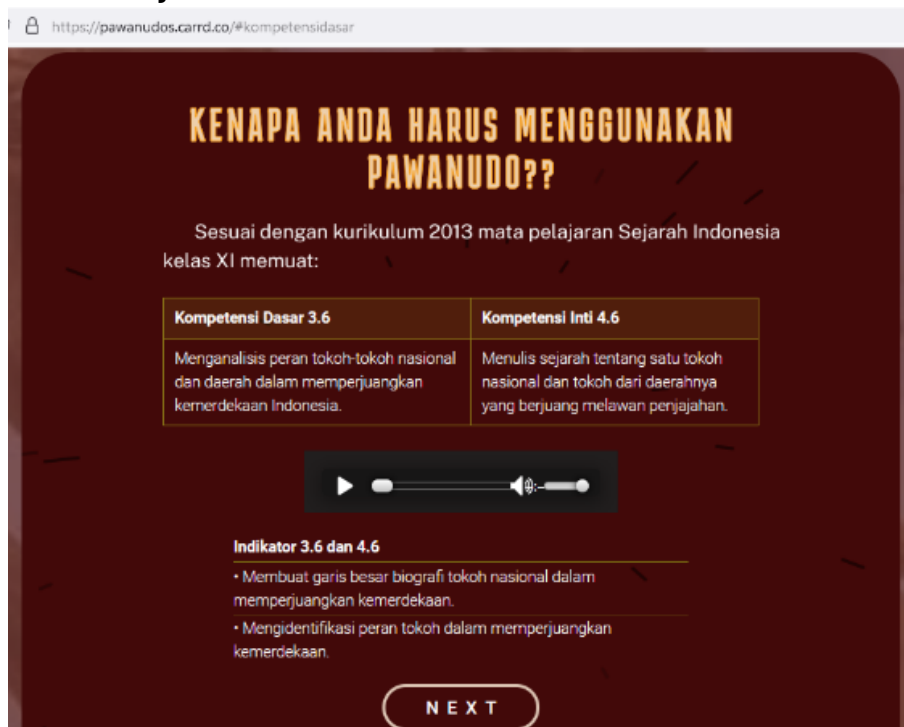 https://pawanudos.carrd.co/#kompetensidasar
KENAPA ANDA HARUS MENGGUNAKAN
PAWANUDO??
Sesuai dengan kurikulum 2013 mata pelajaran Sejarah Indonesia
kelas XI memuat:
Kompetensi Dasar 3.6
Menganalisis peran tokoh-tokoh nasional
dan daerah dalam memperjuangkan
kemerdekaan Indonesia.
Kompetensi Inti 4.6
Menulis sejarah tentang satu tokoh
nasional dan tokoh dari daerahnya
yang berjuang melawan penjajahan.
Indikator 3.6 dan 4.6
• Membuat garis besar biografi tokoh nasional dalam
memperjuangkan kemerdekaan.
• Mengidentifikasi peran tokoh dalam memperjuangkan
kemerdekaan.
NEXT